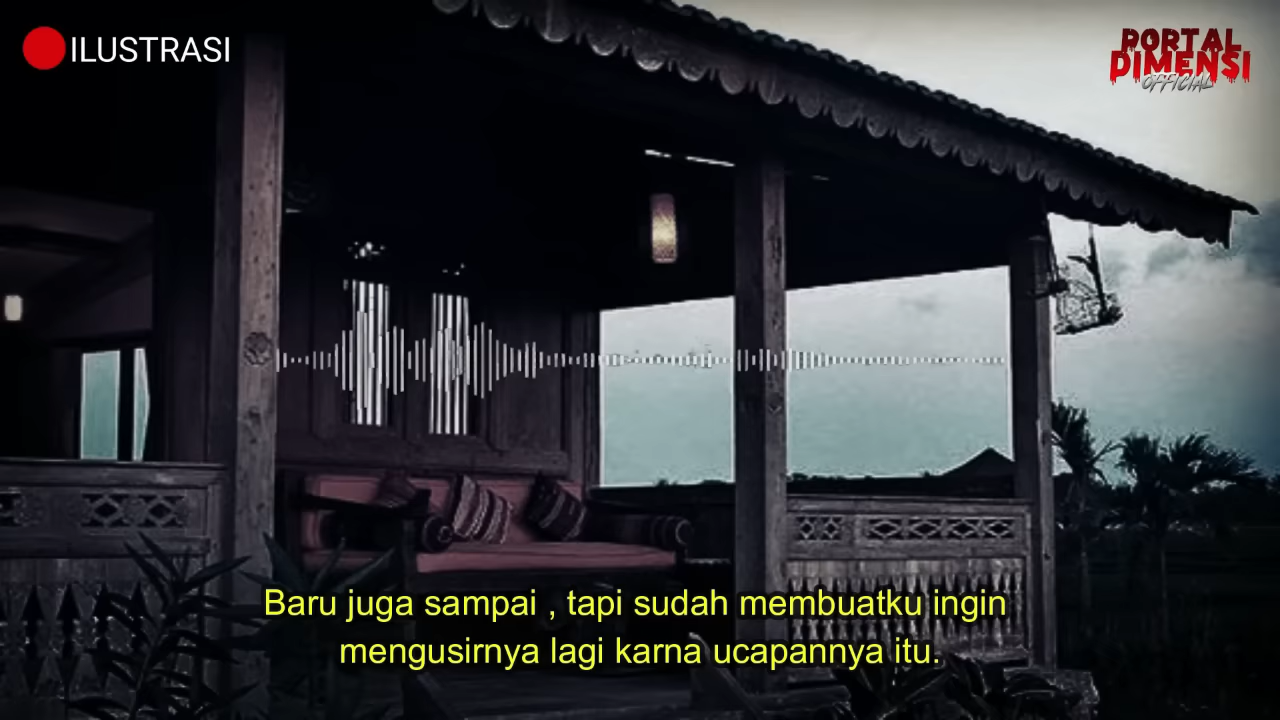 ILUSTRASI
PORTAL
DIMENSI
OFFICIAL
Baru juga sampai , tapi sudah membuatku ingin
mengusirnya lagi karna ucapannya itu.